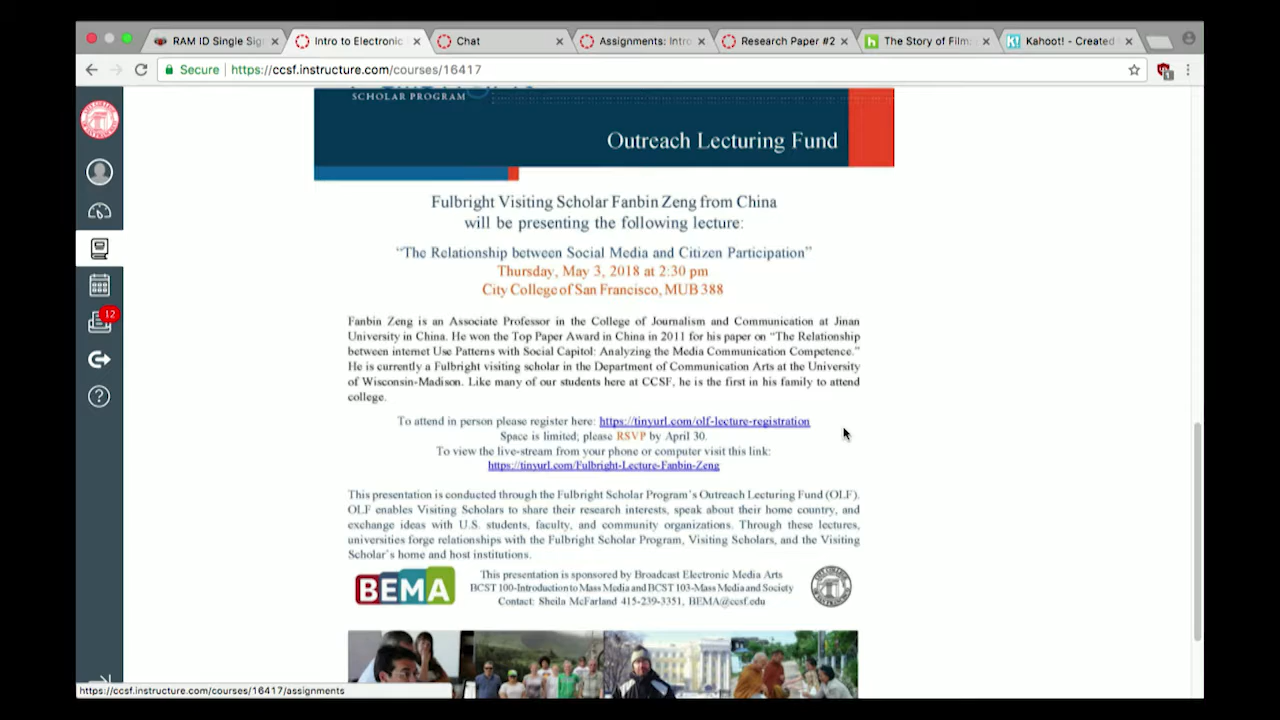 RAM ID Single Sig
Intro to Electronic
Chat
Assignments: Intro
Research Paper #2
The Story of Film:
Kahoot! - Created
Secure
https://ccsf.instructure.com/courses/16417
SCHOLAR PROGRAM
Outreach Lecturing Fund
Fulbright Visiting Scholar Fanbin Zeng from China
will be presenting the following lecture:
“The Relationship between Social Media and Citizen Participation”
Thursday, May 3, 2018 at 2:30 pm
City College of San Francisco, MUB 388
Fanbin Zeng is an Associate Professor in the College of Journalism and Communication at Jinan
University in China. He won the Top Paper Award in China in 2011 for his paper on “The Relationship
between internet Use Patterns with Social Capitol: Analyzing the Media Communication Competence.”
He is currently a Fulbright visiting scholar in the Department of Communication Arts at the University
of Wisconsin-Madison. Like many of our students here at CCSF, he is the first in his family to attend
college.
To attend in person please register here: https://tinyurl.com/olf-lecture-registration
Space is limited; please RSVP by April 30.
To view the live-stream from your phone or computer visit this link:
https://tinyurl.com/Fulbright-Lecture-Fanbin-Zeng
This presentation is conducted through the Fulbright Scholar Program’s Outreach Lecturing Fund (OLF).
OLF enables Visiting Scholars to share their research interests, speak about their home country, and
exchange ideas with U.S. students, faculty, and community organizations. Through these lectures,
universities forge relationships with the Fulbright Scholar Program, Visiting Scholars, and the Visiting
Scholar’s home and host institutions.
BEMA
This presentation is sponsored by Broadcast Electronic Media Arts
BCST 100-Introduction to Mass Media and BCST 103-Mass Media and Society
Contact: Sheila McFarland 415-239-3351, BEMA@ccsf.edu
12
https://ccsf.instructure.com/courses/16417/assignments